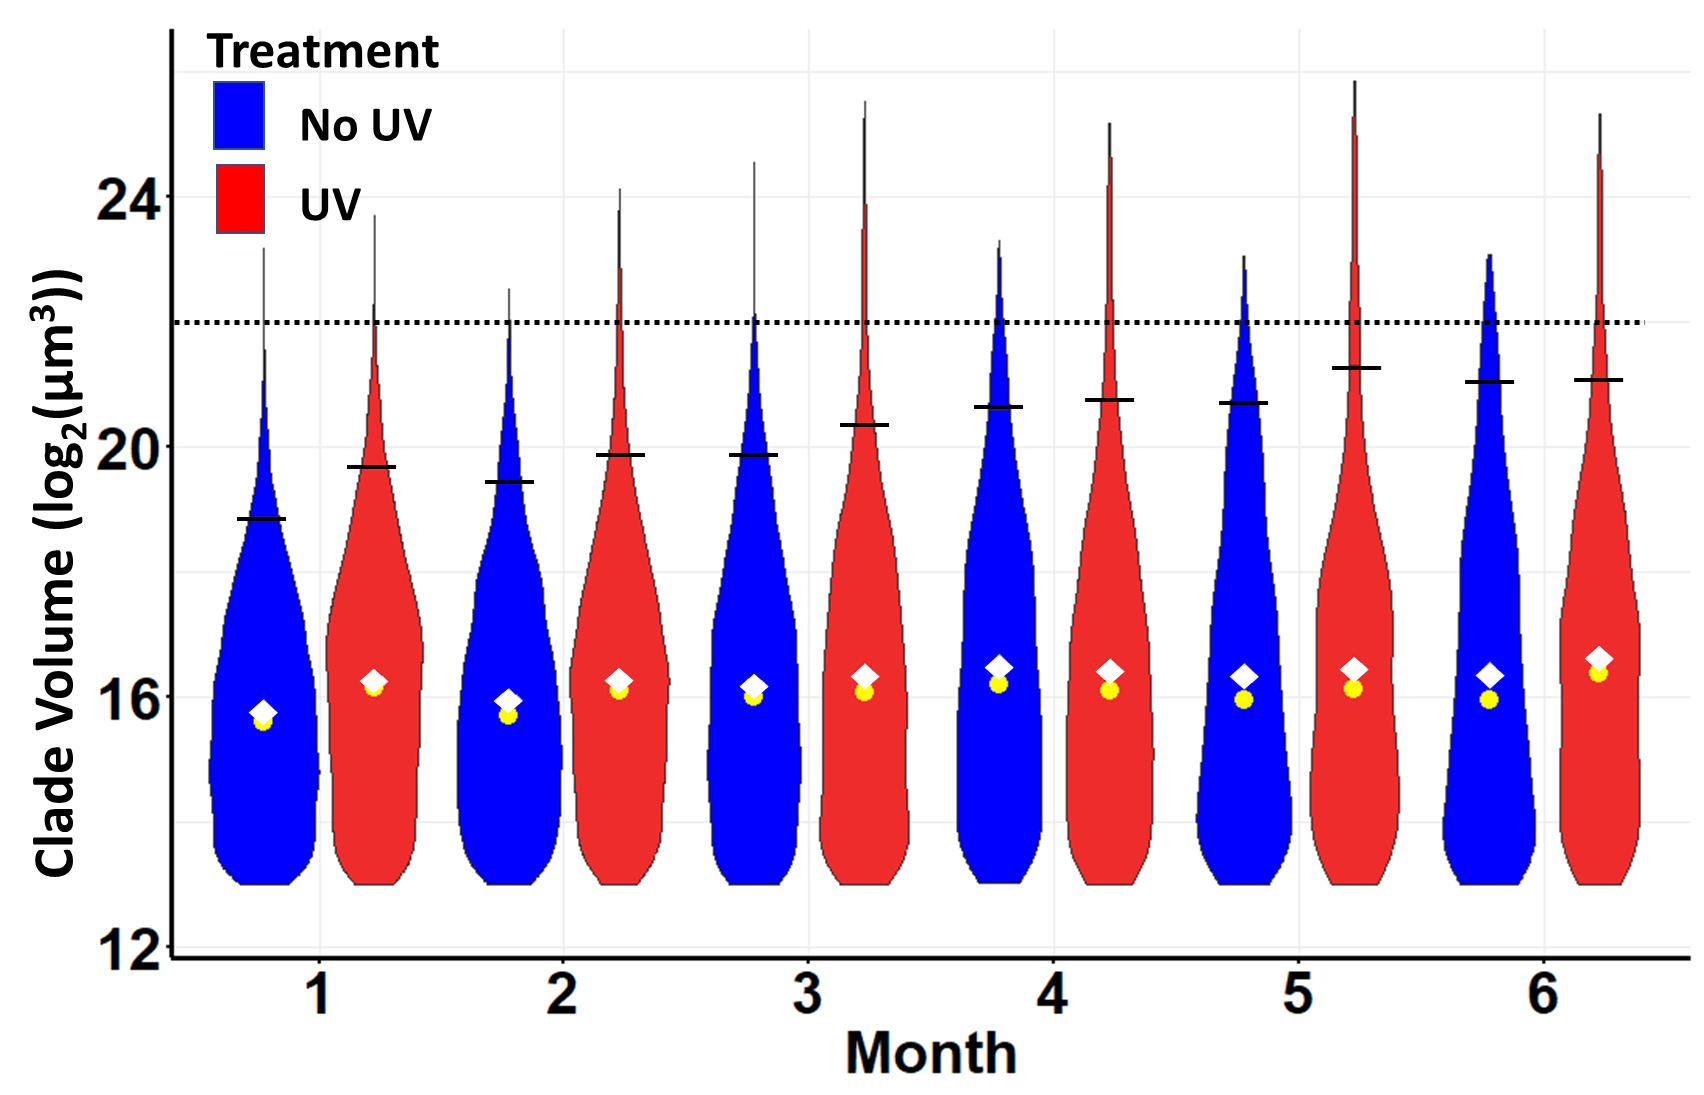 Treatment
No UV
UV
Clade Volume (log₂(μm³))
24
20
16
12
1 2 3 4 5 6
Month